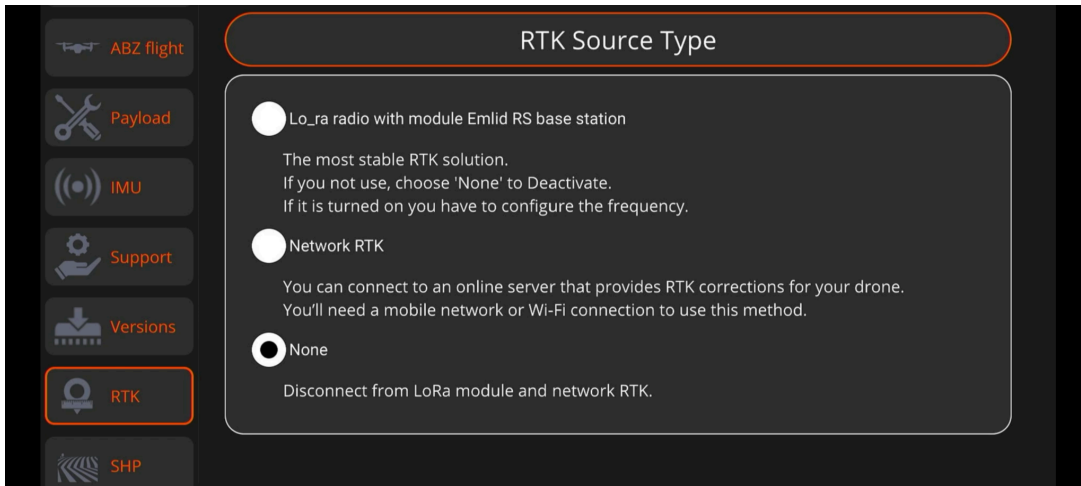 ABZ flight
Payload
IMU
Support
Versions
RTK
SHP
RTK Source Type
Lo_ra radio with module Emlid RS base station
The most stable RTK solution.
If you not use, choose 'None' to Deactivate.
If it is turned on you have to configure the frequency.
Network RTK
You can connect to an online server that provides RTK corrections for your drone.
You’ll need a mobile network or Wi-Fi connection to use this method.
None
Disconnect from LoRa module and network RTK.